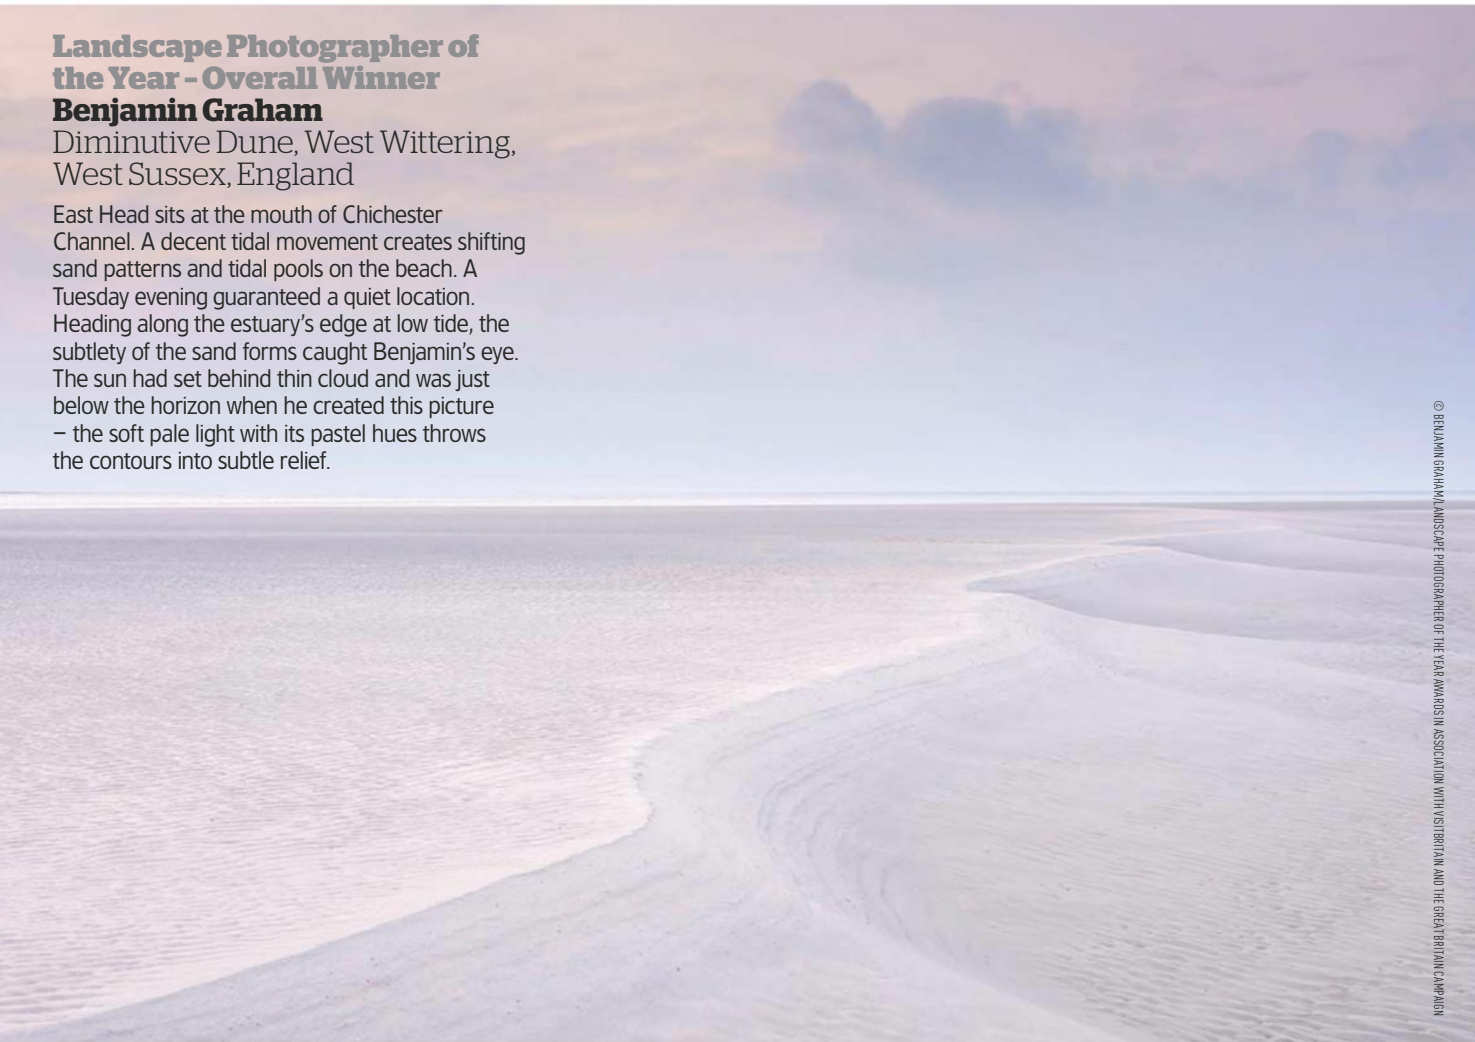 Landscape Photographer of
the Year – Overall Winner
Benjamin Graham
Diminutive Dune, West Wittering,
West Sussex, England
East Head sits at the mouth of Chichester
Channel. A decent tidal movement creates shifting
sand patterns and tidal pools on the beach. A
Tuesday evening guaranteed a quiet location.
Heading along the estuary's edge at low tide, the
subtlety of the sand forms caught Benjamin's eye.
The sun had set behind thin cloud and was just
below the horizon when he created this picture
– the soft pale light with its pastel hues throws
the contours into subtle relief.
© BENJAMIN GRAHAM/LANDSCAPE PHOTOGRAPHER OF THE YEAR AWARDS IN ASSOCIATION WITH VISITBRITAIN AND THE GREAT BRITAIN CAMPAIGN